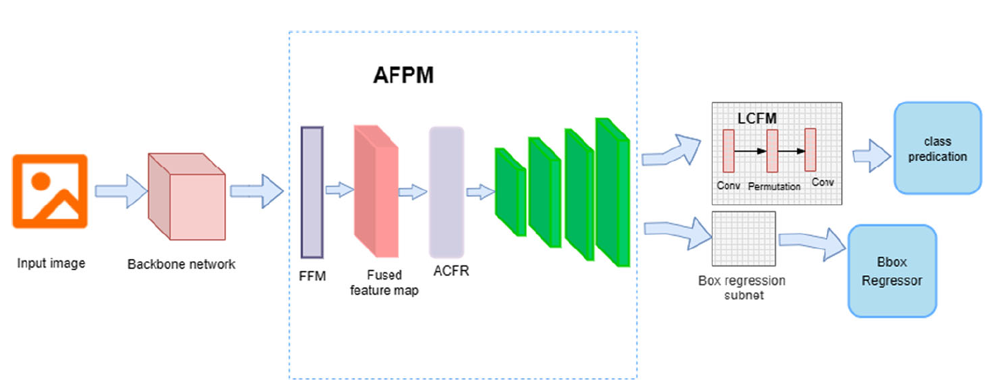 AFPM
LCFM
Conv
Permutation
Conv
class
predication
Input image
Backbone network
FFM
Fused
feature map
ACFR
Box regression
subnet
Bbox
Regressor